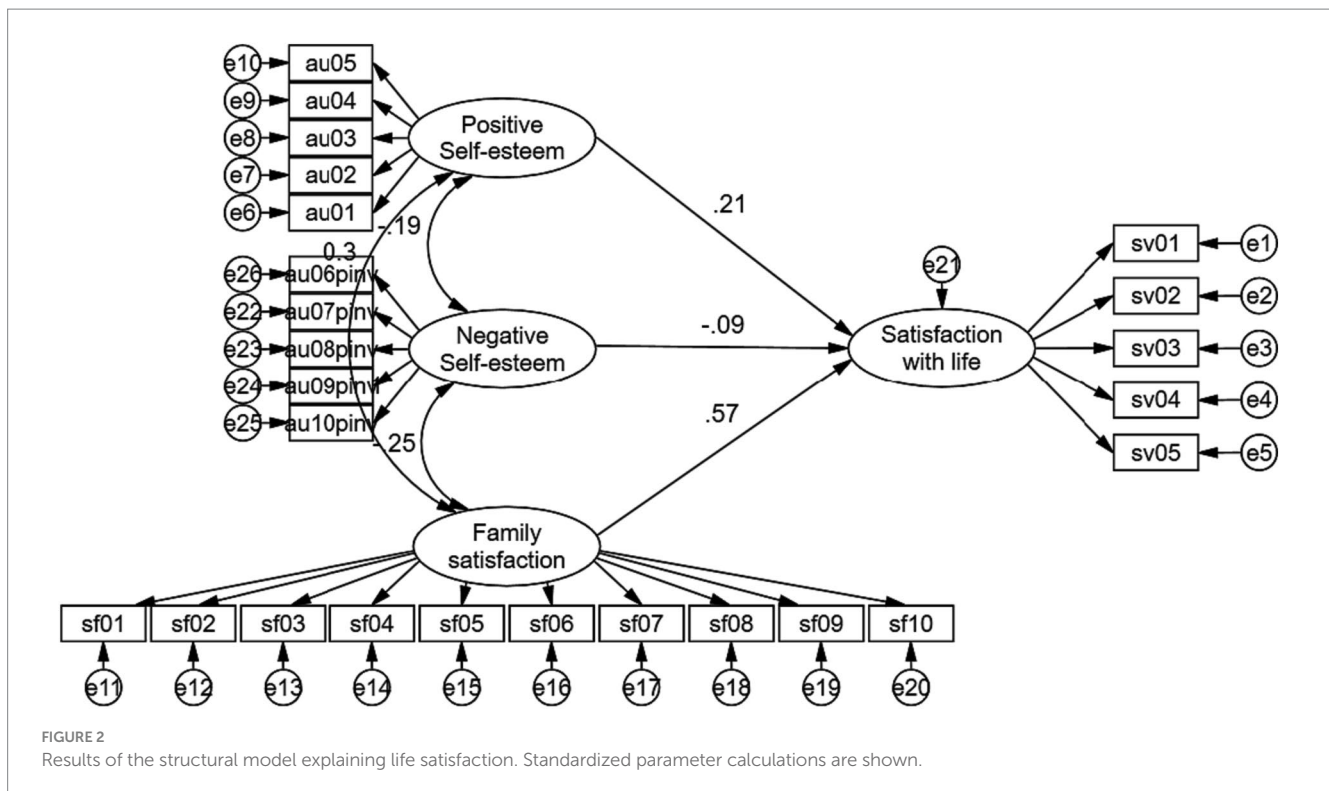 e10 au05
e9 au04
e8 au03
e7 au02
e6 au01
Positive
Self-esteem
.21
-.19
0.3
e26 au06pinv
e22 au07pinv
e23 au08pinv
e24 au09pinv
e25 au10pinv
Negative
Self-esteem
-.09
-.25
.57
e21
Satisfaction
with life
sv01 e1
sv02 e2
sv03 e3
sv04 e4
sv05 e5
Family
satisfaction
sf01 sf02 sf03 sf04 sf05 sf06 sf07 sf08 sf09 sf10
e11 e12 e13 e14 e15 e16 e17 e18 e19 e20
FIGURE 2
Results of the structural model explaining life satisfaction. Standardized parameter calculations are shown.